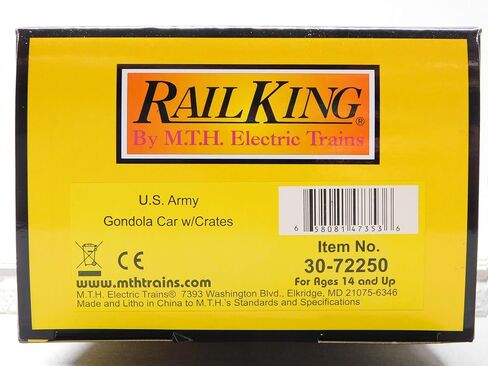 RAILKING®
By M.T.H. Electric Trains
U.S. Army
Gondola Car w/Crates
6 58081 47353 6
Item No.
30-72250
For Ages 14 and Up
CE
www.mthtrains.com
M.T.H. Electric Trains® 7393 Washington Blvd., Elkridge, MD 21075-6346
Made and Litho in China to M.T.H.'s Standards and Specifications